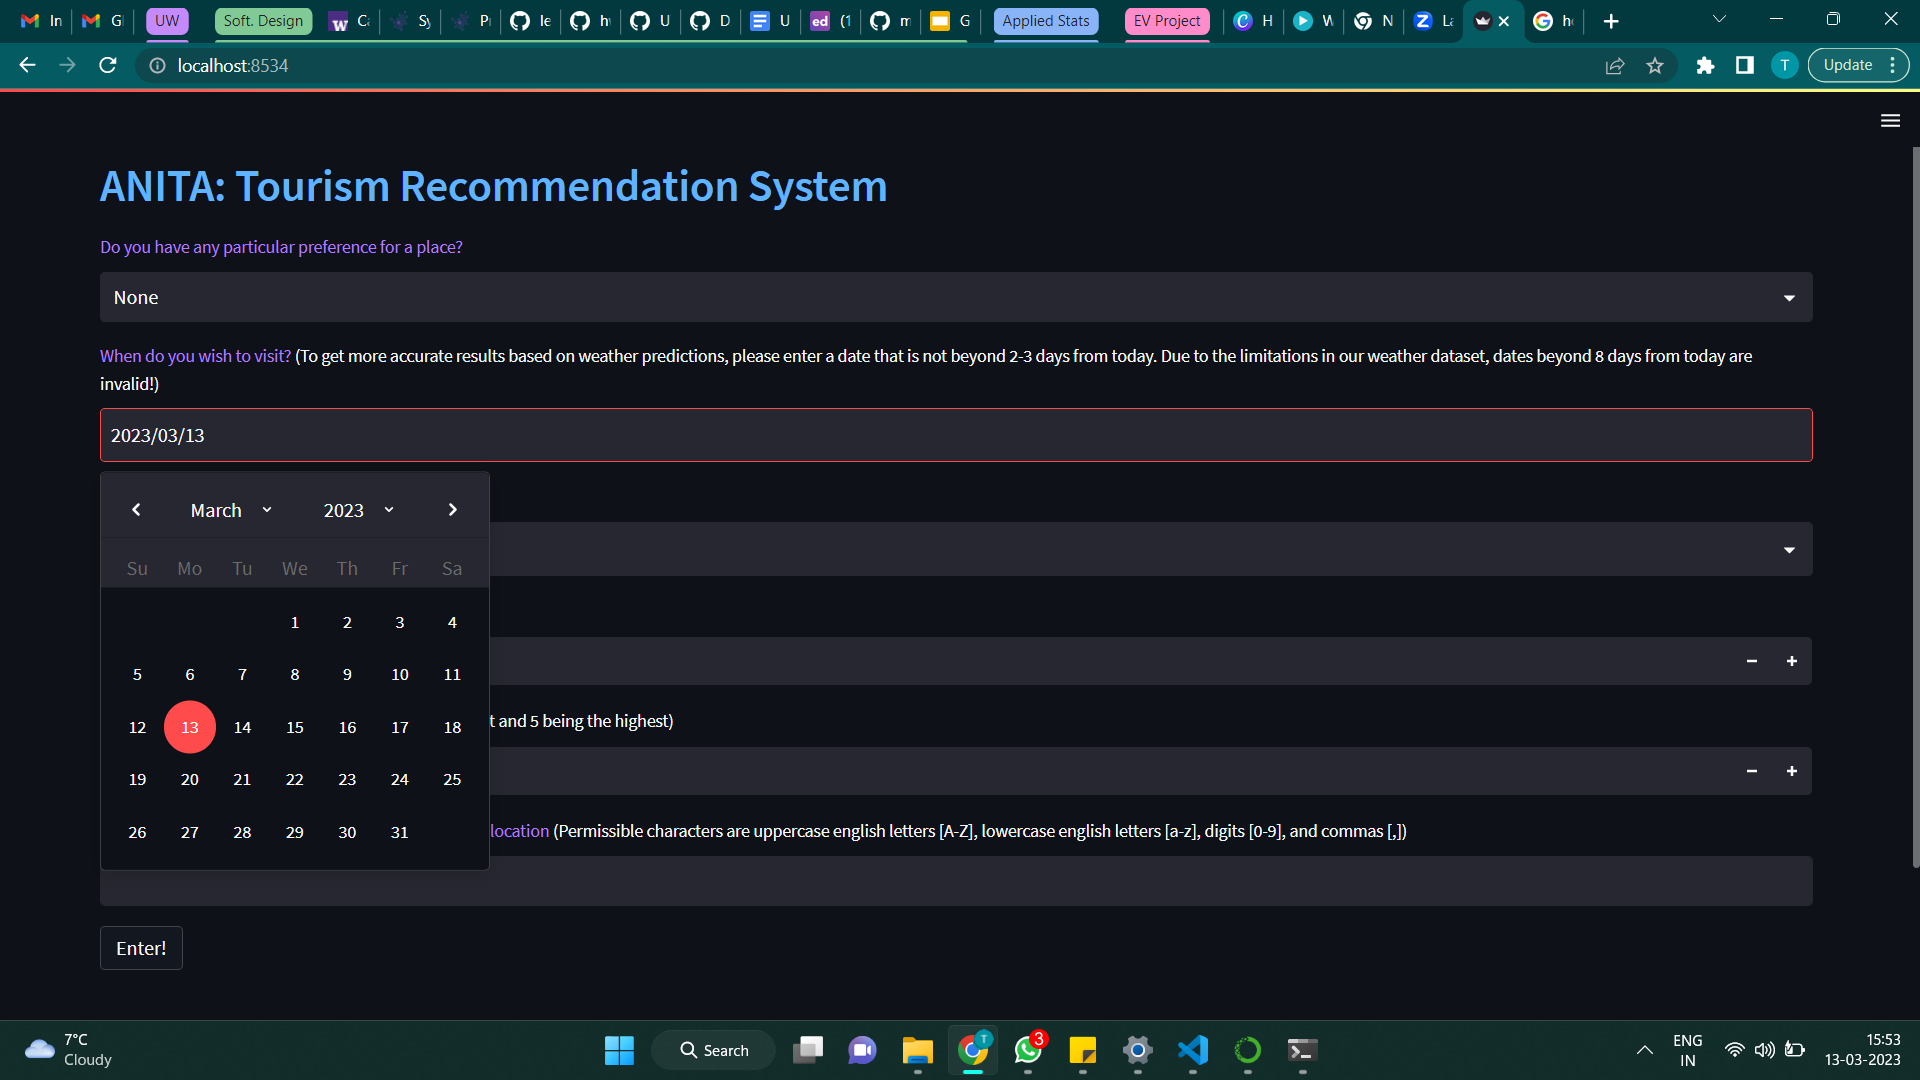 In
G
UW
Soft. Design
C
Sy
P
le
h
U
D
U
(1
m
G
Applied Stats
EV Project
H
W
N
La
h
localhost:8534
T
Update
ANITA: Tourism Recommendation System
Do you have any particular preference for a place?
None
When do you wish to visit? (To get more accurate results based on weather predictions, please enter a date that is not beyond 2-3 days from today. Due to the limitations in our weather dataset, dates beyond 8 days from today are
invalid!)
2023/03/13
March 2023
Su Mo Tu We Th Fr Sa
1 2 3 4
5 6 7 8 9 10 11
12 13 14 15 16 17 18
19 20 21 22 23 24 25
26 27 28 29 30 31
t and 5 being the highest)
location (Permissible characters are uppercase english letters [A-Z], lowercase english letters [a-z], digits [0-9], and commas [,])
Enter!
7°C
Cloudy
Search
T
3
ENG
IN
15:53
13-03-2023